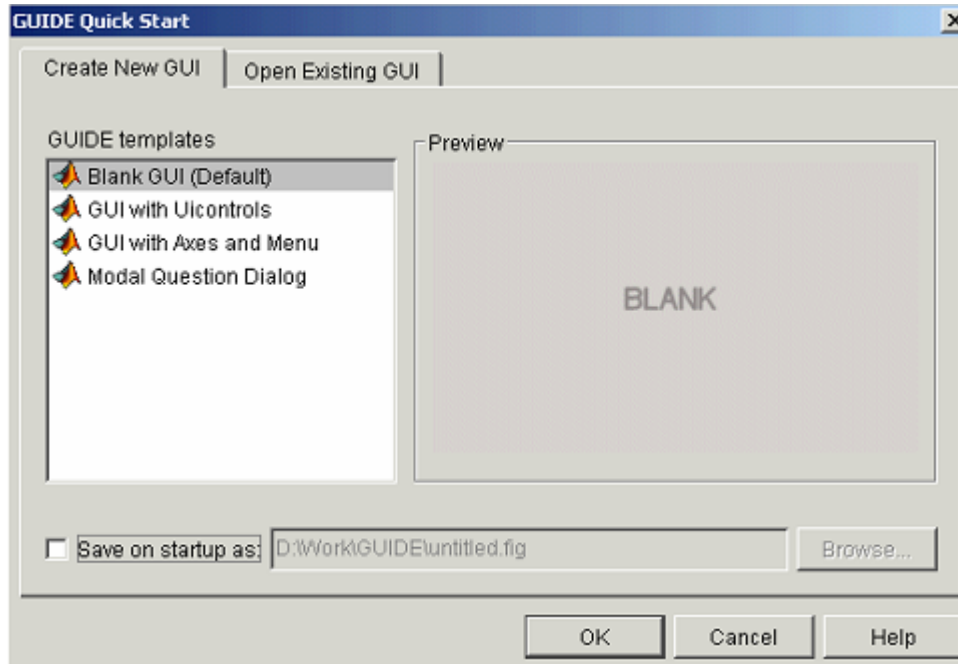 GUIDE Quick Start
Create New GUI
Open Existing GUI
GUIDE templates
Blank GUI (Default)
GUI with Uicontrols
GUI with Axes and Menu
Modal Question Dialog
Preview
BLANK
Save on startup as:
D:\Work\GUIDE\untitled.fig
Browse...
OK
Cancel
Help